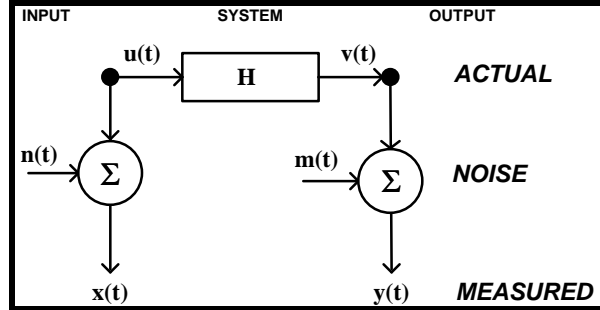 INPUT SYSTEM OUTPUT
u(t) v(t)
H ACTUAL
n(t) m(t)
Σ Σ NOISE
x(t) y(t) MEASURED